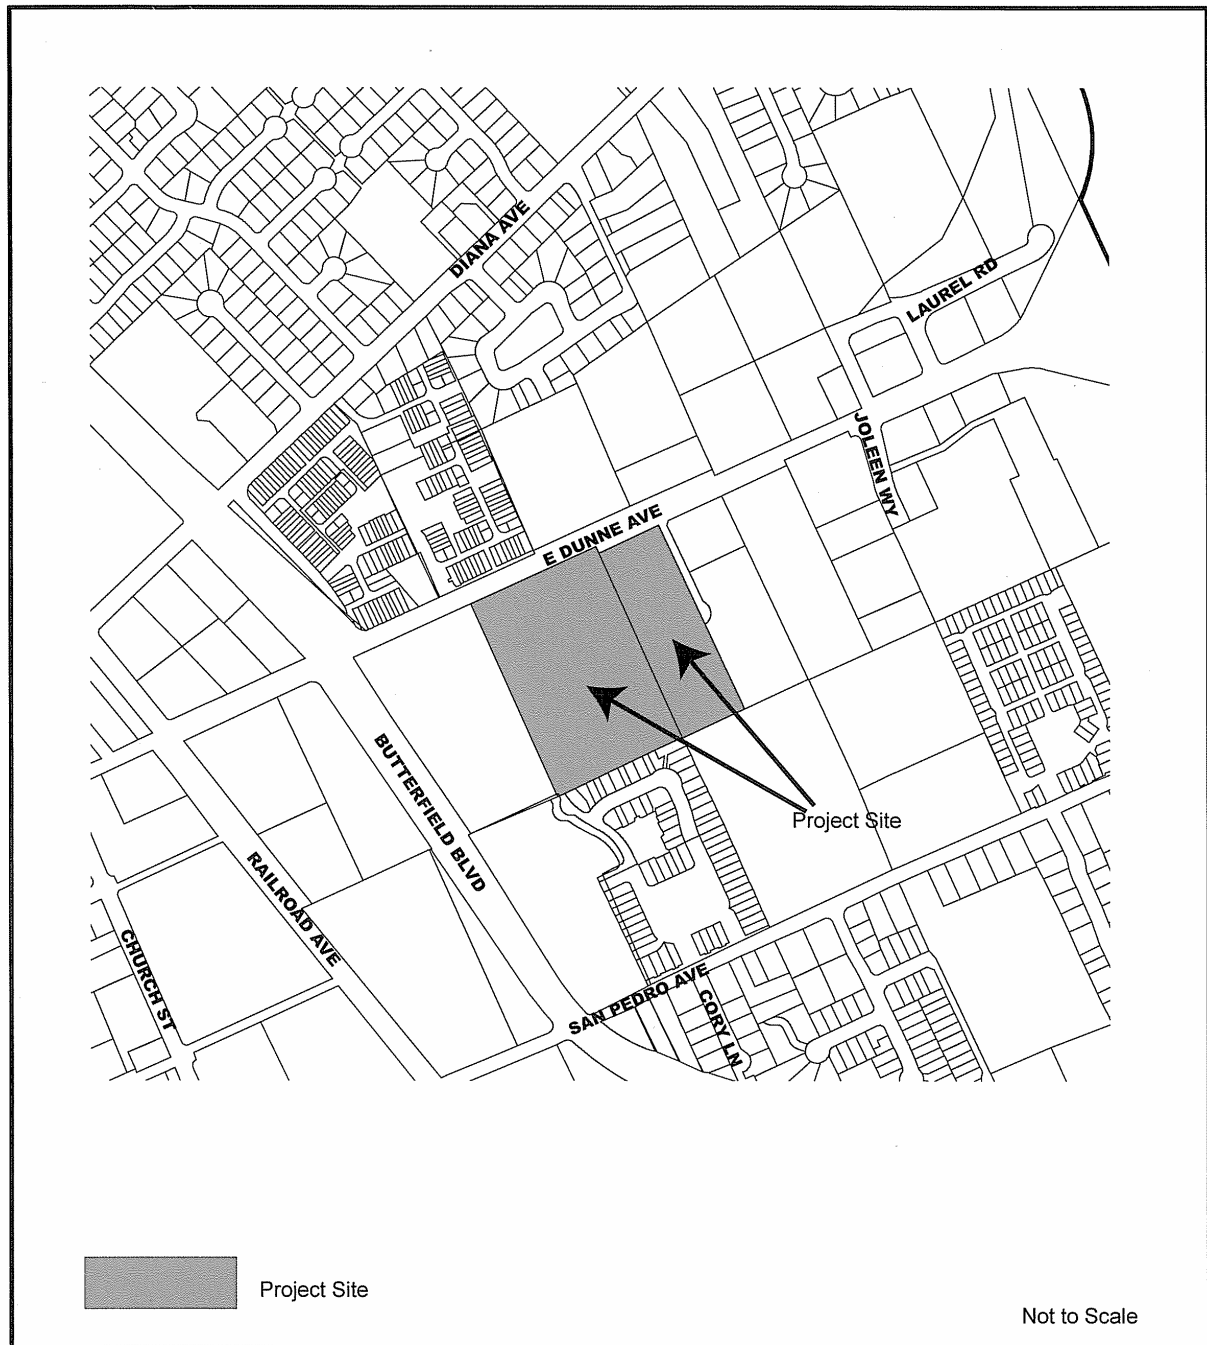 DIANA AVE
LAUREL RD
JOLEEN WY
E DUNNE AVE
BUTTERFIELD BLVD
Project Site
RAILROAD AVE
CHURCH ST
SAN PEDRO AVE
CORY LN
Project Site
Not to Scale